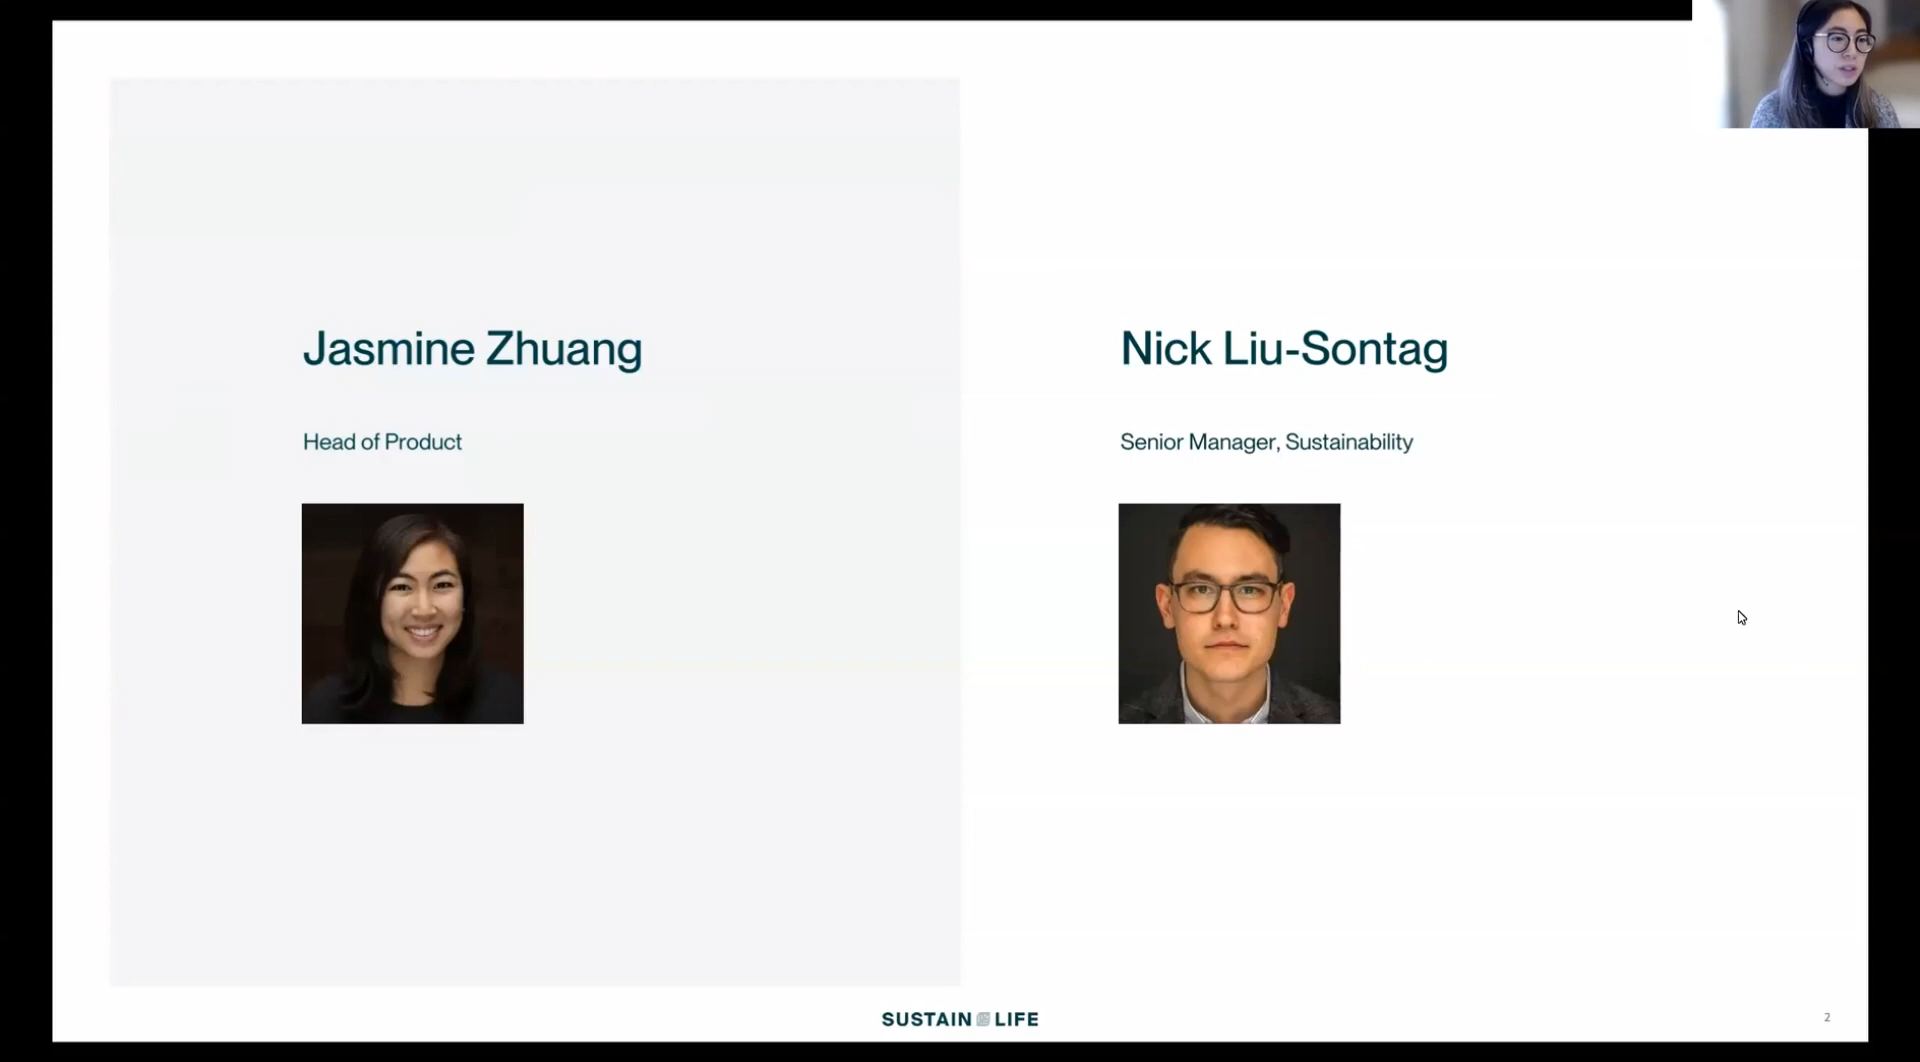 Jasmine Zhuang
Head of Product
Nick Liu-Sontag
Senior Manager, Sustainability
SUSTAIN LIFE
2